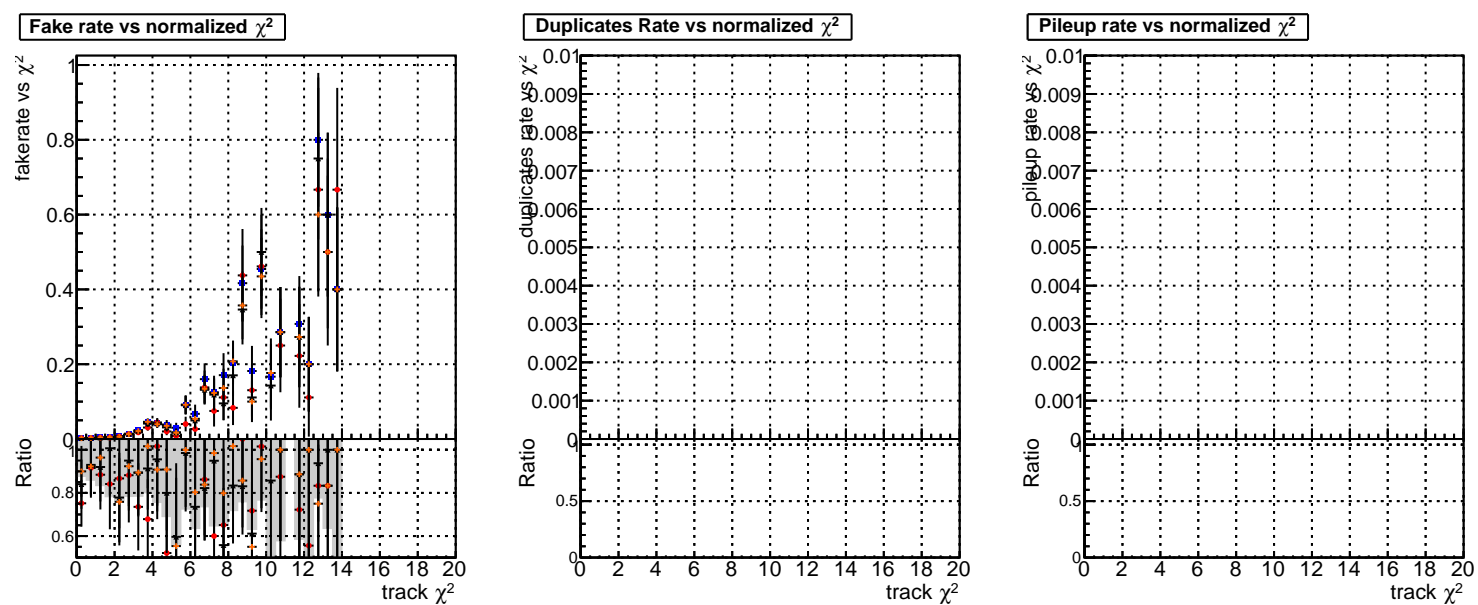 Fake rate vs normalized χ²
fakerate vs χ²
1
0.8
0.6
0.4
0.2
0
Ratio
1
0.8
0.6
0 2 4 6 8 10 12 14 16 18 20
track χ²
Duplicates Rate vs normalized χ²
duplicates rate vs χ²
0.01
0.009
0.008
0.007
0.006
0.005
0.004
0.003
0.002
0.001
0
Ratio
1
0.5
0
0 2 4 6 8 10 12 14 16 18 20
track χ²
Pileup rate vs normalized χ²
pileup rate vs χ²
0.01
0.009
0.008
0.007
0.006
0.005
0.004
0.003
0.002
0.001
0
Ratio
1
0.5
0
0 2 4 6 8 10 12 14 16 18 20
track χ²